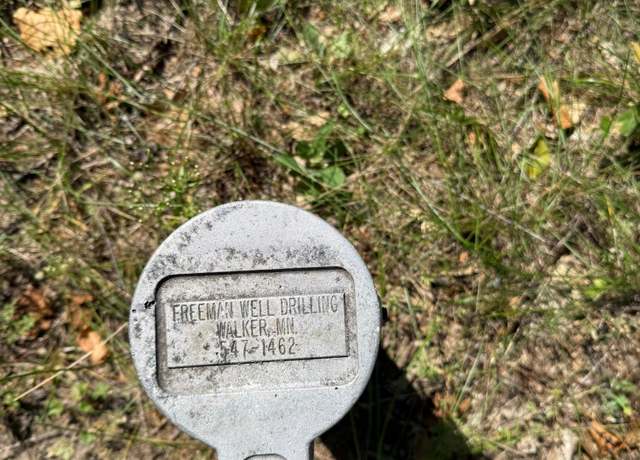 FREEMAN WELL DRILLING
WALKER, MN.
547-1462